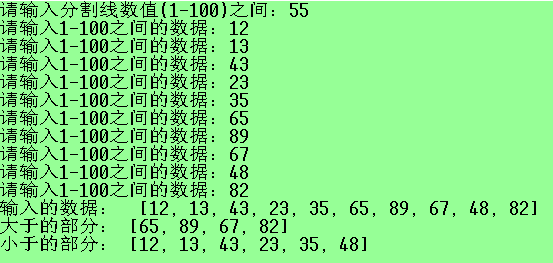 请输入分割线数值(1-100)之间：55
请输入1-100之间的数据：12
请输入1-100之间的数据：13
请输入1-100之间的数据：43
请输入1-100之间的数据：23
请输入1-100之间的数据：35
请输入1-100之间的数据：65
请输入1-100之间的数据：89
请输入1-100之间的数据：67
请输入1-100之间的数据：48
请输入1-100之间的数据：82
输入的数据： [12, 13, 43, 23, 35, 65, 89, 67, 48, 82]
大于的部分： [65, 89, 67, 82]
小于的部分： [12, 13, 43, 23, 35, 48]